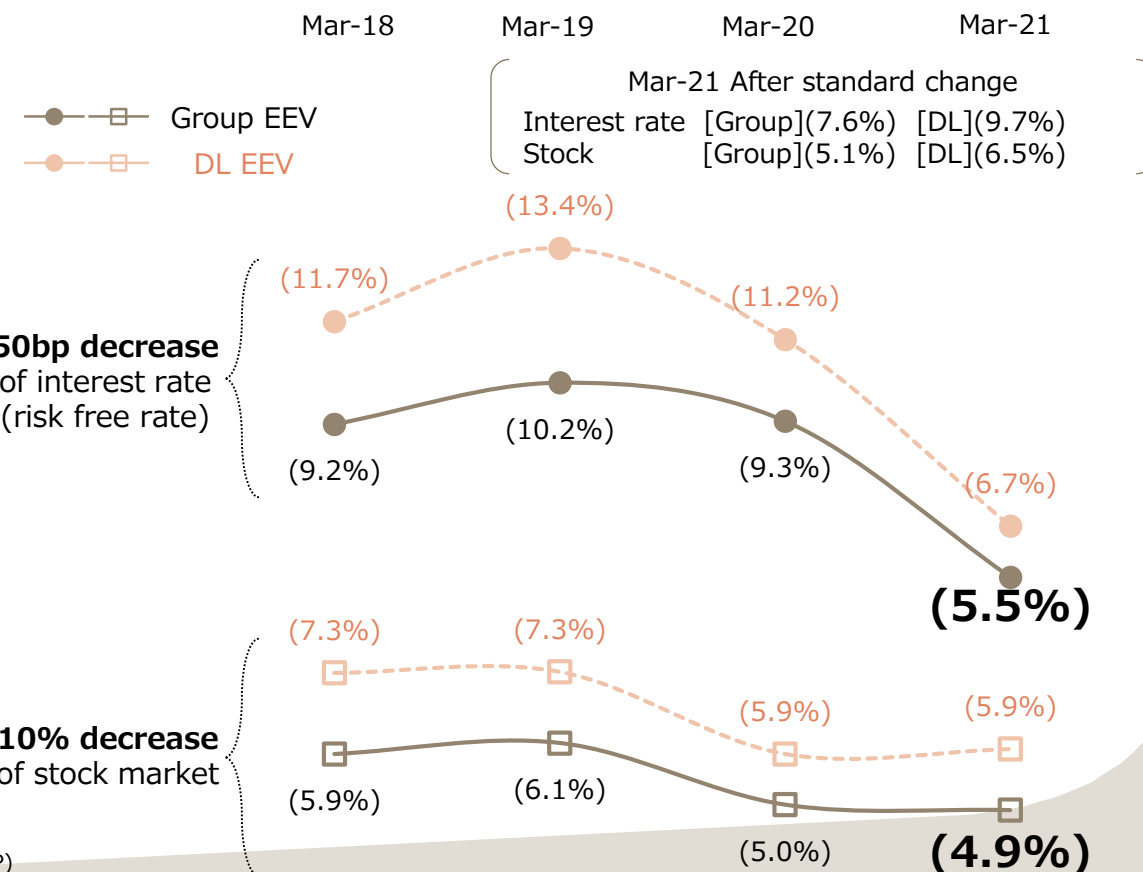 Mar-18 Mar-19 Mar-20 Mar-21
Mar-21 After standard change
Interest rate [Group](7.6%) [DL](9.7%)
Stock [Group](5.1%) [DL](6.5%)
Group EEV
DL EEV
50bp decrease
of interest rate
(risk free rate)
(11.7%) (13.4%) (11.2%) (6.7%)
(9.2%) (10.2%) (9.3%) (5.5%)
10% decrease
of stock market
(7.3%) (7.3%) (5.9%) (5.9%)
(5.9%) (6.1%) (5.0%) (4.9%)